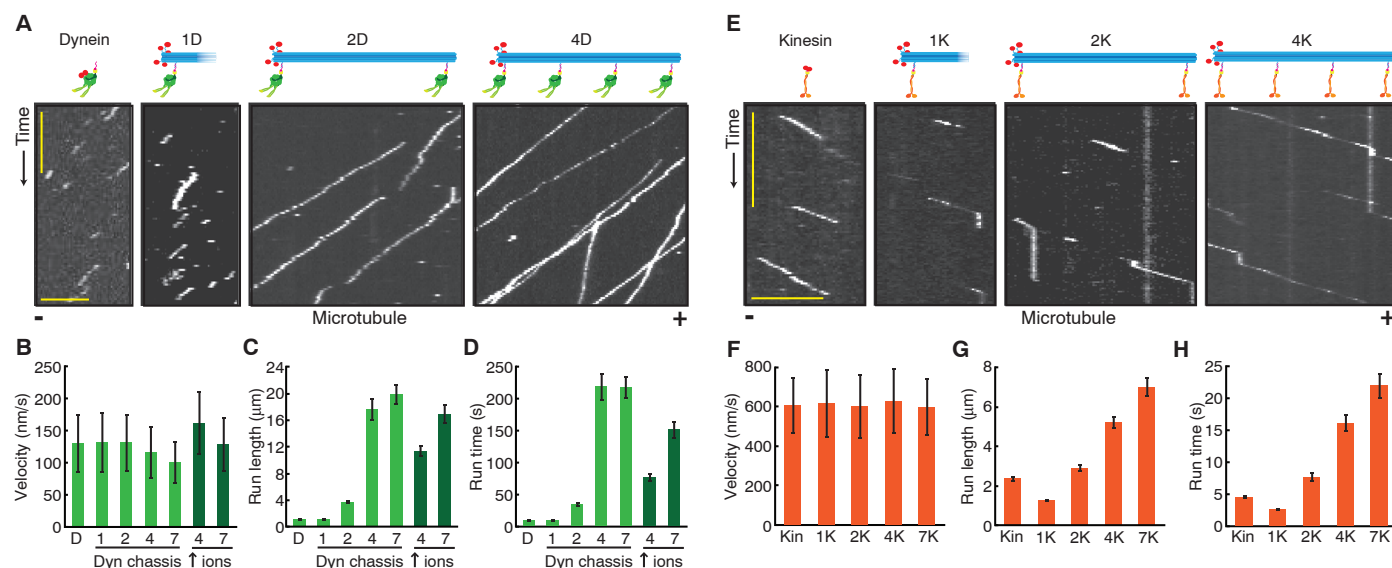 A
Dynein
1D
2D
4D
Time
-
Microtubule
+
B
Velocity (nm/s)
250
200
150
100
50
0
D
1
2
4
7
4
7
Dyn chassis
↑ ions
C
Run length (μm)
24
20
16
12
8
4
0
D
1
2
4
7
4
7
Dyn chassis
↑ ions
D
Run time (s)
250
200
150
100
50
0
D
1
2
4
7
4
7
Dyn chassis
↑ ions
E
Kinesin
1K
2K
4K
Time
-
Microtubule
+
F
Velocity (nm/s)
800
600
400
200
0
Kin
1K
2K
4K
7K
G
Run length (μm)
8
6
4
2
0
Kin
1K
2K
4K
7K
H
Run time (s)
25
20
15
10
5
0
Kin
1K
2K
4K
7K